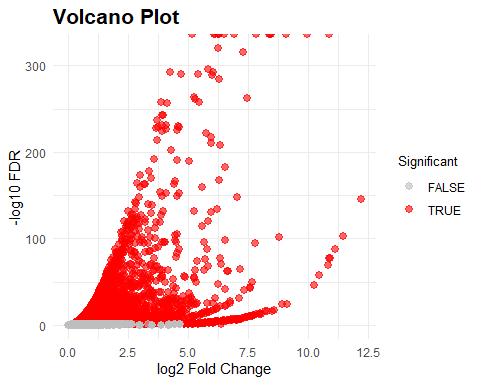 Volcano Plot
-log10 FDR
300
200
100
0
0.0 2.5 5.0 7.5 10.0 12.5
log2 Fold Change
Significant
FALSE
TRUE